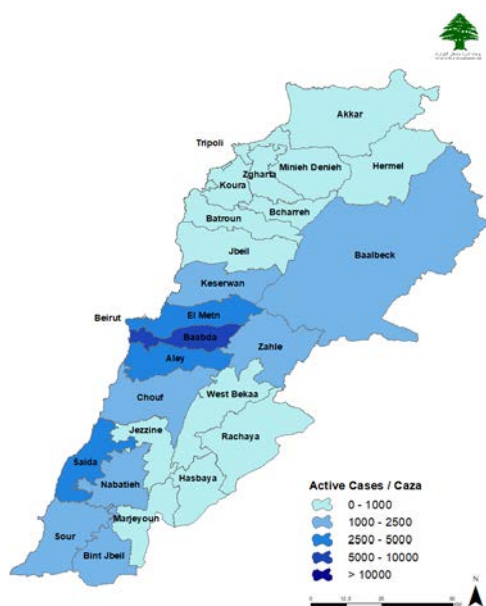 Akkar
Tripoli
Minieh Denieh
Hermel
Zgharta
Koura
Bcharreh
Batroun
Jbeil
Baalbeck
Keserwan
El Metn
Beirut
Baabda
Zahle
Aley
West Bekaa
Chouf
Jezzine
Rachaya
Saida
Hasbaya
Nabatieh
Marjeyoun
Sour
Bint Jbeil
Active Cases / Caza
0 - 1000
1000 - 2500
2500 - 5000
5000 - 10000
> 10000
N